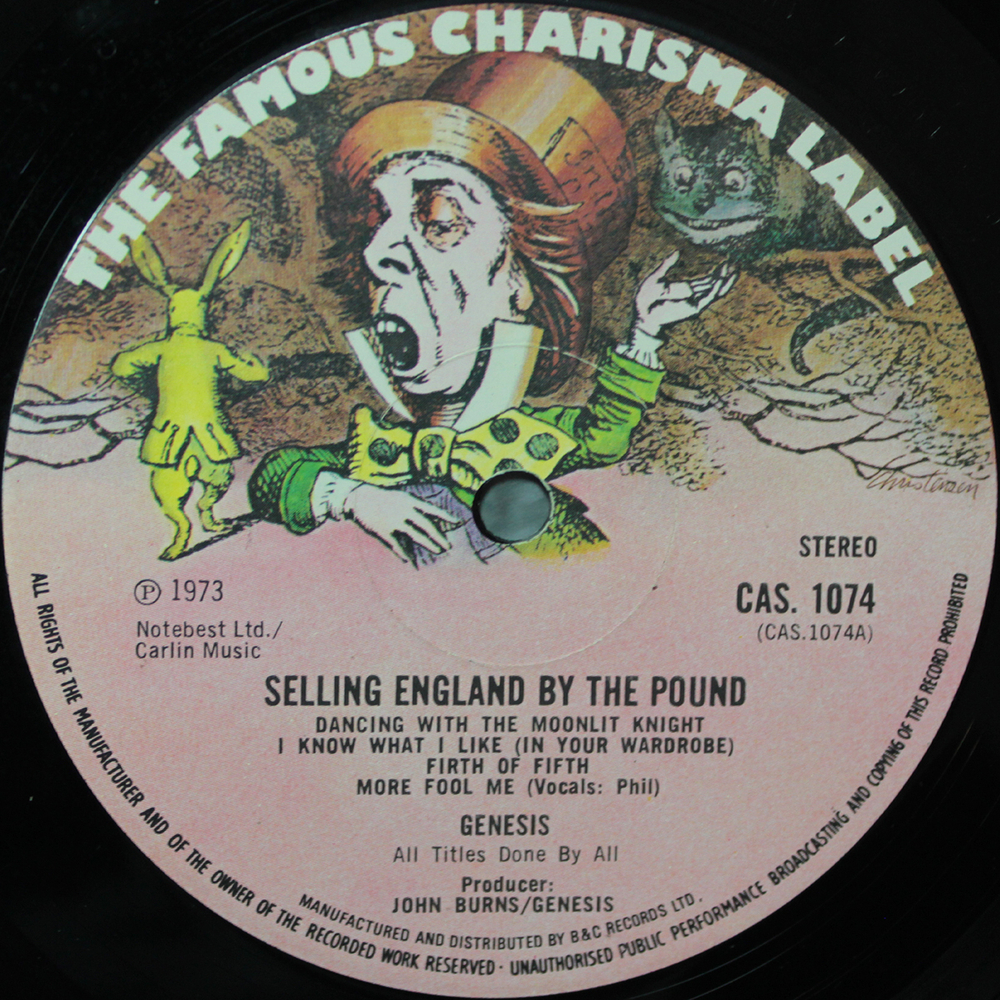 THE FAMOUS CHARISMA LABEL
Christensen
STEREO
℗ 1973
CAS. 1074
Notebest Ltd./
(CAS.1074A)
Carlin Music
SELLING ENGLAND BY THE POUND
DANCING WITH THE MOONLIT KNIGHT
I KNOW WHAT I LIKE (IN YOUR WARDROBE)
FIRTH OF FIFTH
MORE FOOL ME (Vocals: Phil)
GENESIS
All Titles Done By All
Producer:
JOHN BURNS/GENESIS
MANUFACTURED AND DISTRIBUTED BY B&C RECORDS LTD.
ALL RIGHTS OF THE MANUFACTURER AND OF THE OWNER OF THE RECORDED WORK RESERVED · UNAUTHORISED PUBLIC PERFORMANCE BROADCASTING AND COPYING OF THIS RECORD PROHIBITED